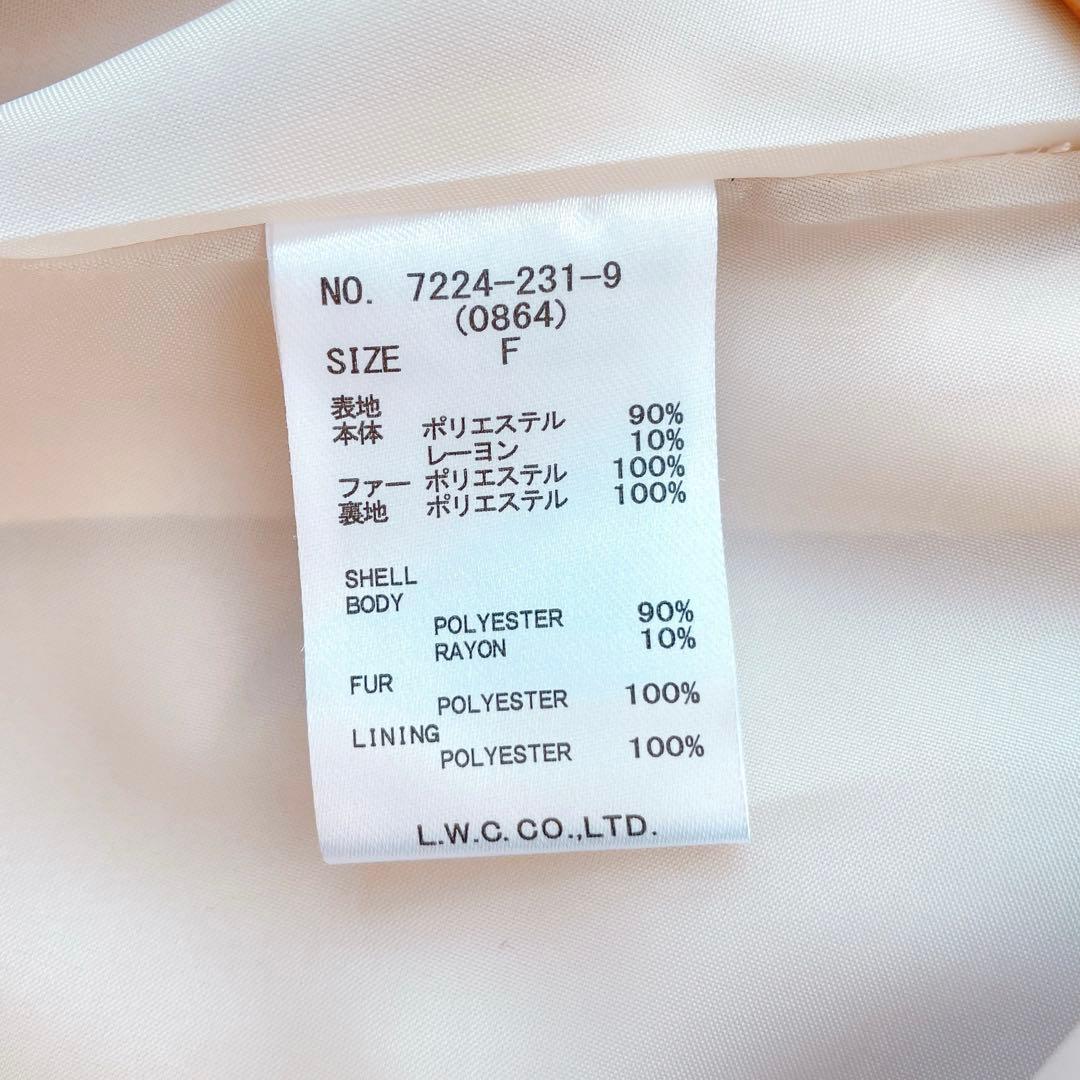 NO. 7224-231-9
(0864)
SIZE F
表地
本体 ポリエステル 90%
レーヨン 10%
ファー ポリエステル 100%
裏地 ポリエステル 100%
SHELL
BODY
POLYESTER 90%
RAYON 10%
FUR
POLYESTER 100%
LINING
POLYESTER 100%
L.W.C. CO.,LTD.